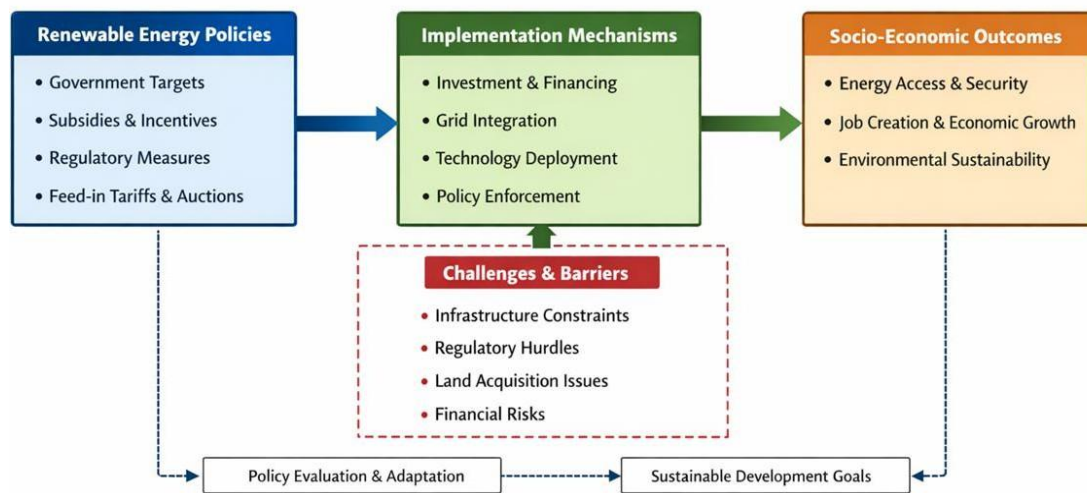 Renewable Energy Policies
• Government Targets
• Subsidies & Incentives
• Regulatory Measures
• Feed-in Tariffs & Auctions
Implementation Mechanisms
• Investment & Financing
• Grid Integration
• Technology Deployment
• Policy Enforcement
Socio-Economic Outcomes
• Energy Access & Security
• Job Creation & Economic Growth
• Environmental Sustainability
Challenges & Barriers
• Infrastructure Constraints
• Regulatory Hurdles
• Land Acquisition Issues
• Financial Risks
Policy Evaluation & Adaptation
Sustainable Development Goals